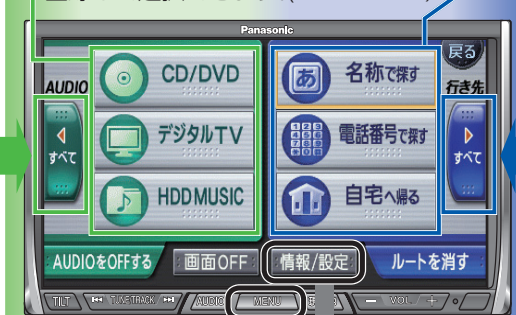 Panasonic
AUDIO
CD/DVD
デジタルTV
HDD MUSIC
すべて
戻る
行き先
あ 名称で探す
電話番号で探す
自宅へ帰る
すべて
AUDIOをOFFする
画面OFF
情報/設定
ルートを消す
TILT
TUNE/TRACK
AUDIO
MENU
VOL